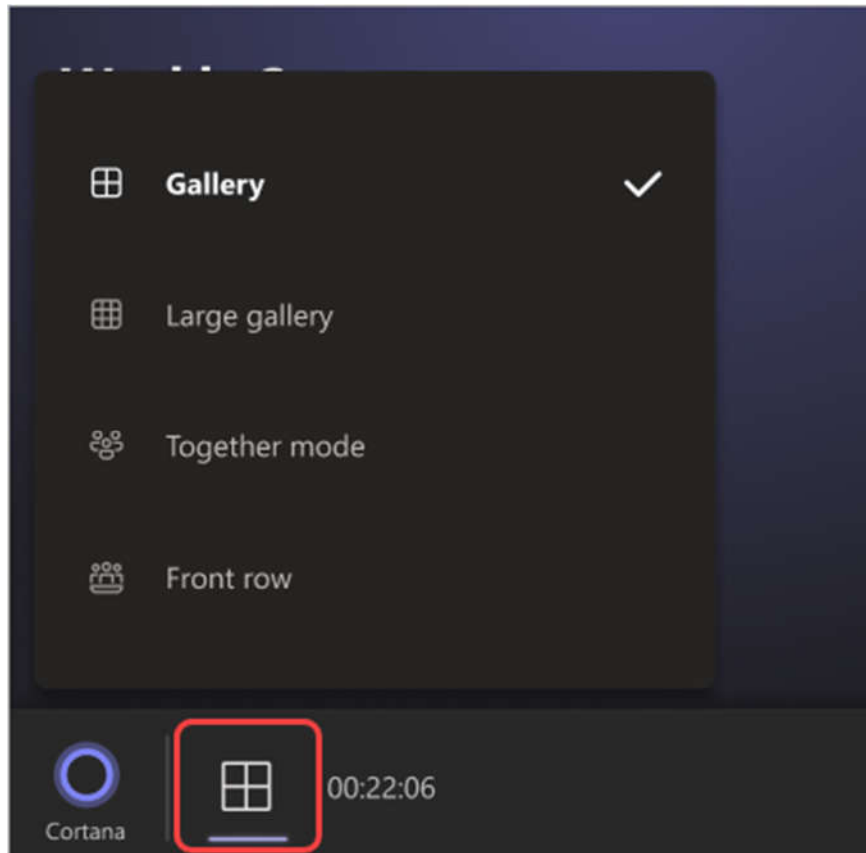 Gallery
Large gallery
Together mode
Front row
00:22:06
Cortana